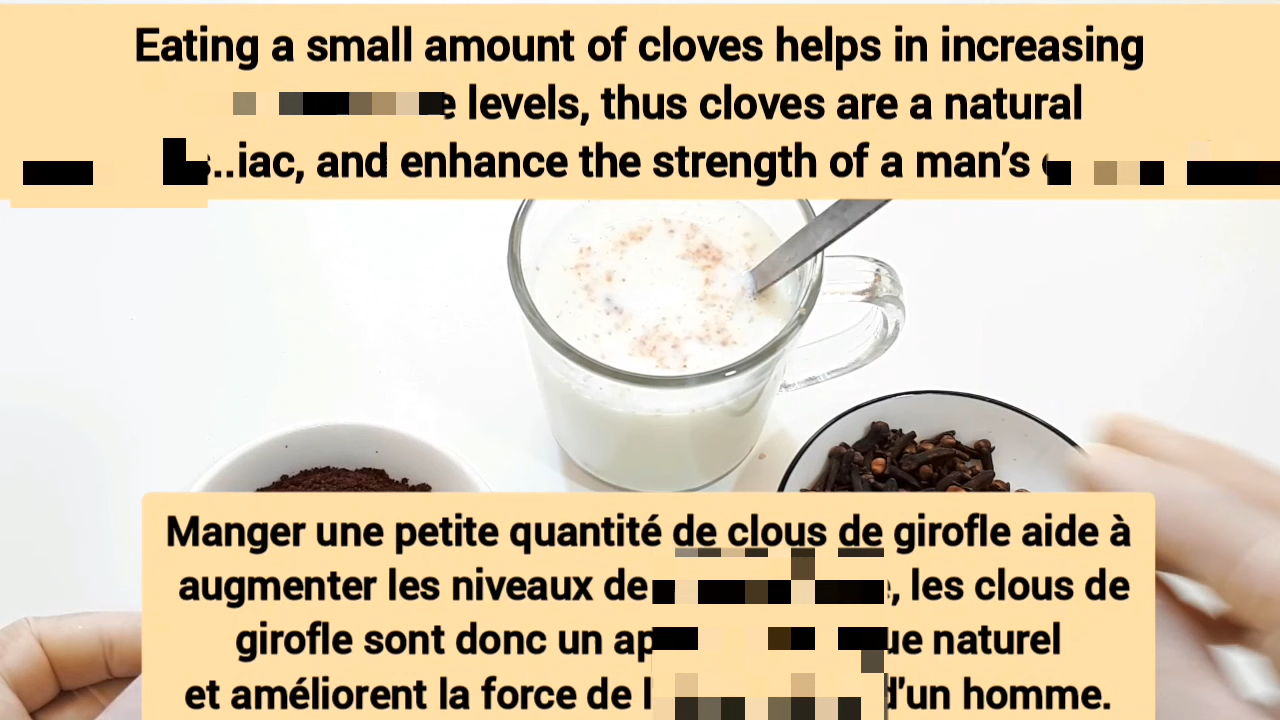 Eating a small amount of cloves helps in increasing
levels, thus cloves are a natural
and enhance the strength of a man’s
Manger une petite quantité de clous de girofle aide à
augmenter les niveaux de les clous de
girofle sont donc un naturel
et améliorent la force de d'un homme.